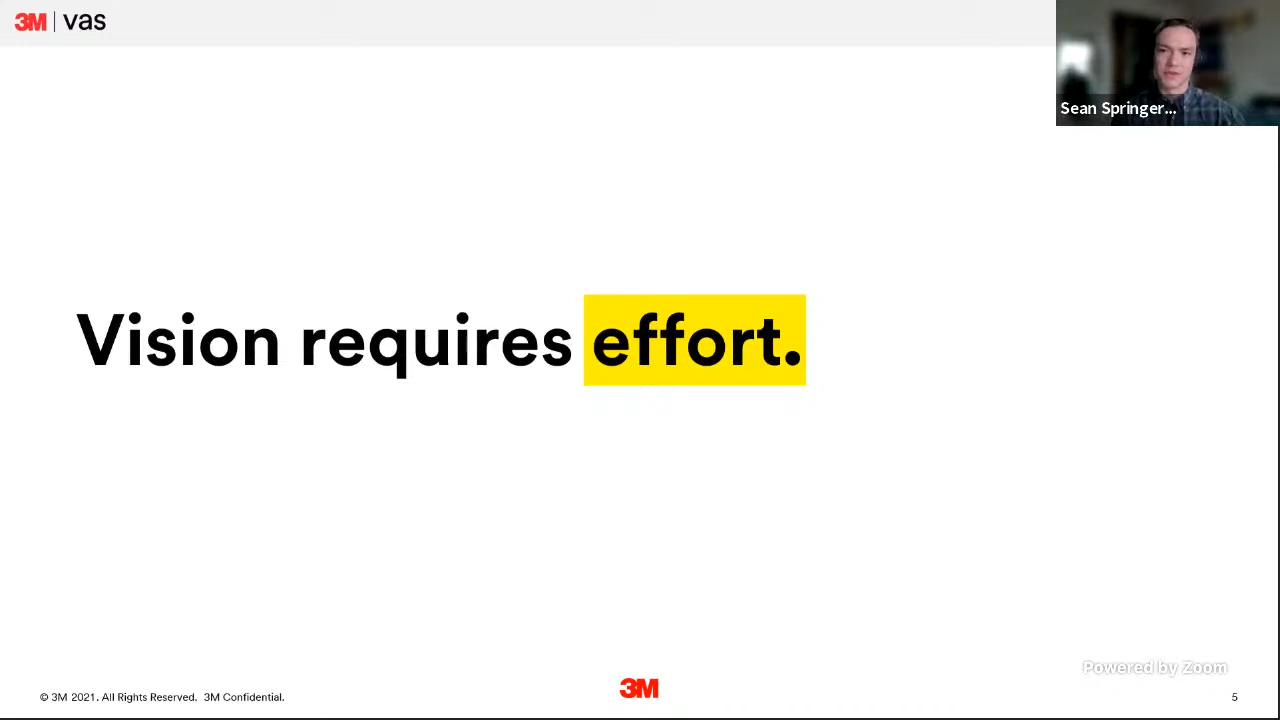 3M | vas
Sean Springer...
Vision requires effort.
Powered by Zoom
© 3M 2021. All Rights Reserved. 3M Confidential.
3M
5